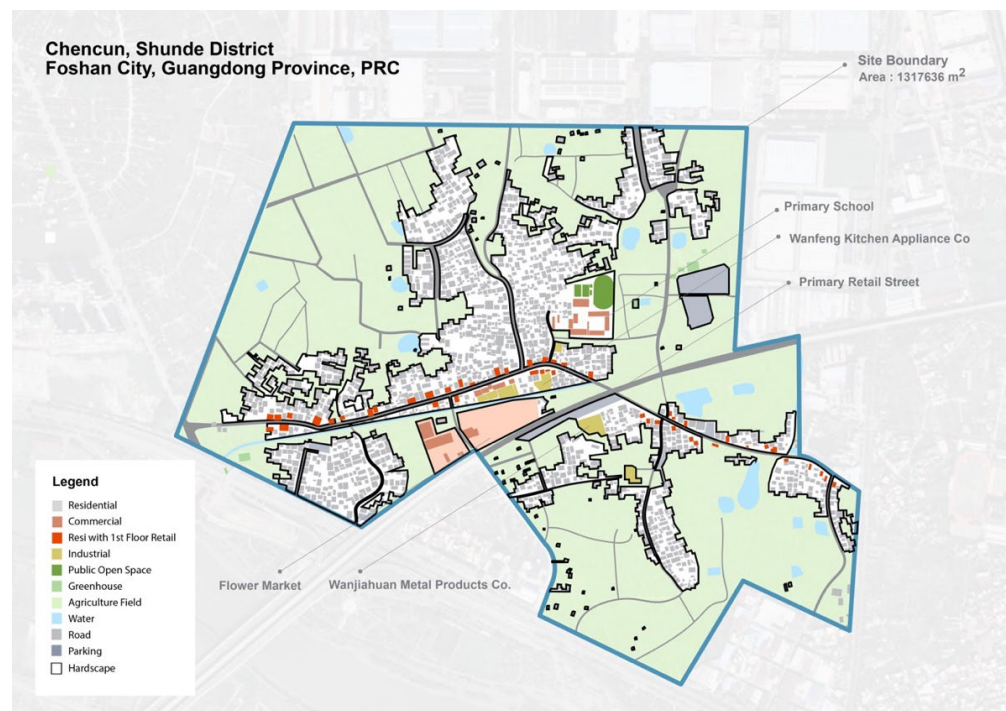 Chencun, Shunde District
Foshan City, Guangdong Province, PRC
Site Boundary
Area : 1317636 m2
Primary School
Wanfeng Kitchen Appliance Co
Primary Retail Street
Flower Market
Wanjiahuan Metal Products Co.
Legend
Residential
Commercial
Resi with 1st Floor Retail
Industrial
Public Open Space
Greenhouse
Agriculture Field
Water
Road
Parking
Hardscape